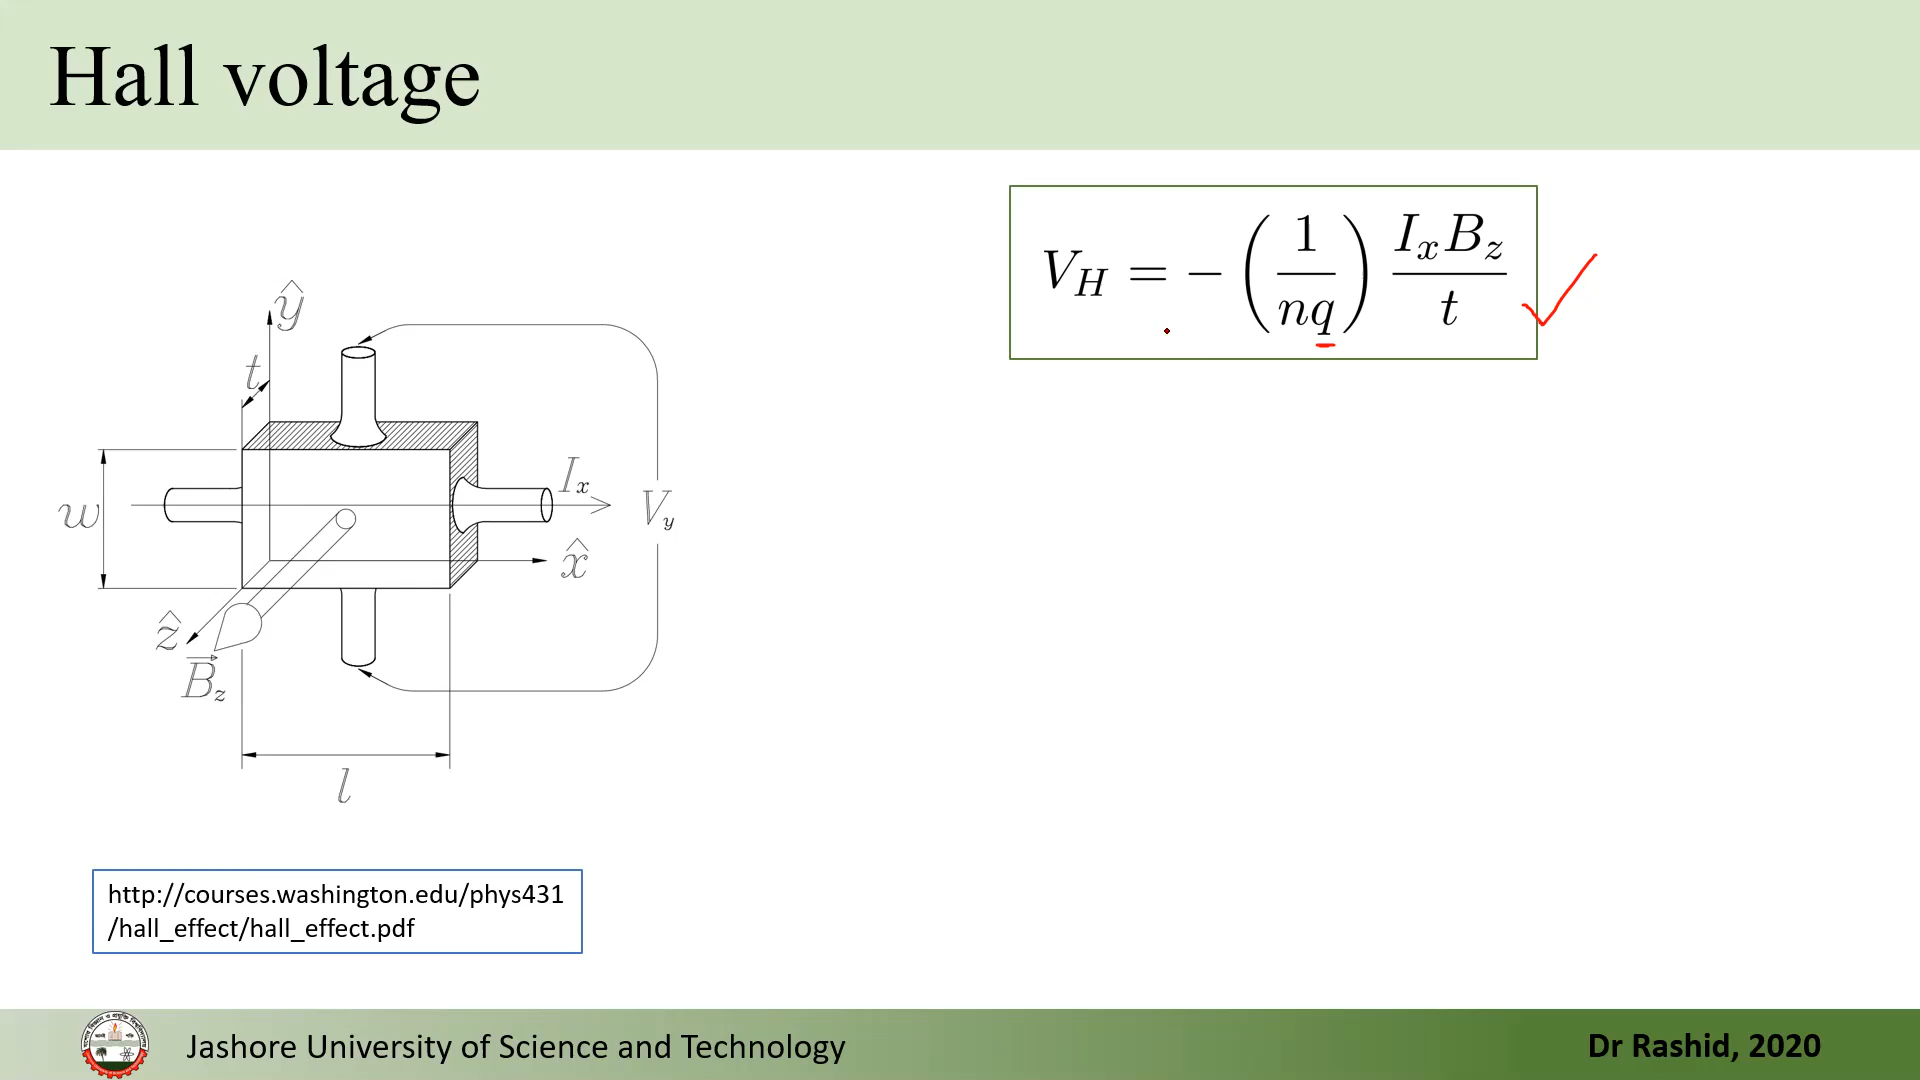 Hall voltage
V_H = -(1/nq) I_x B_z / t
ŷ
t
w
I_x
V_y
x̂
ẑ
B⃗_z
l
http://courses.washington.edu/phys431
/hall_effect/hall_effect.pdf
Jashore University of Science and Technology
Dr Rashid, 2020